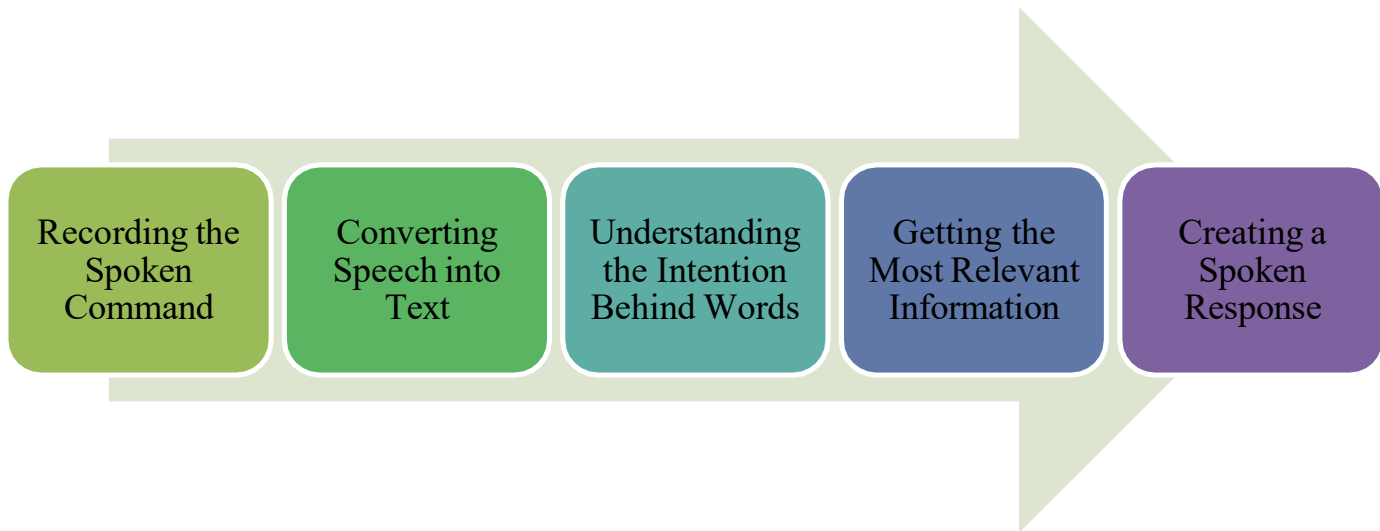 Recording the
Spoken
Command
Converting
Speech into
Text
Understanding
the Intention
Behind Words
Getting the
Most Relevant
Information
Creating a
Spoken
Response